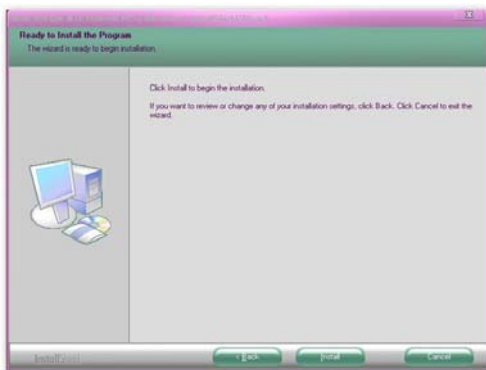 Ready to Install the Program
The wizard is ready to begin installation.
Click Install to begin the installation.
If you want to review or change any of your installation settings, click Back. Click Cancel to exit the
wizard.
InstallShield
< Back
Install
Cancel